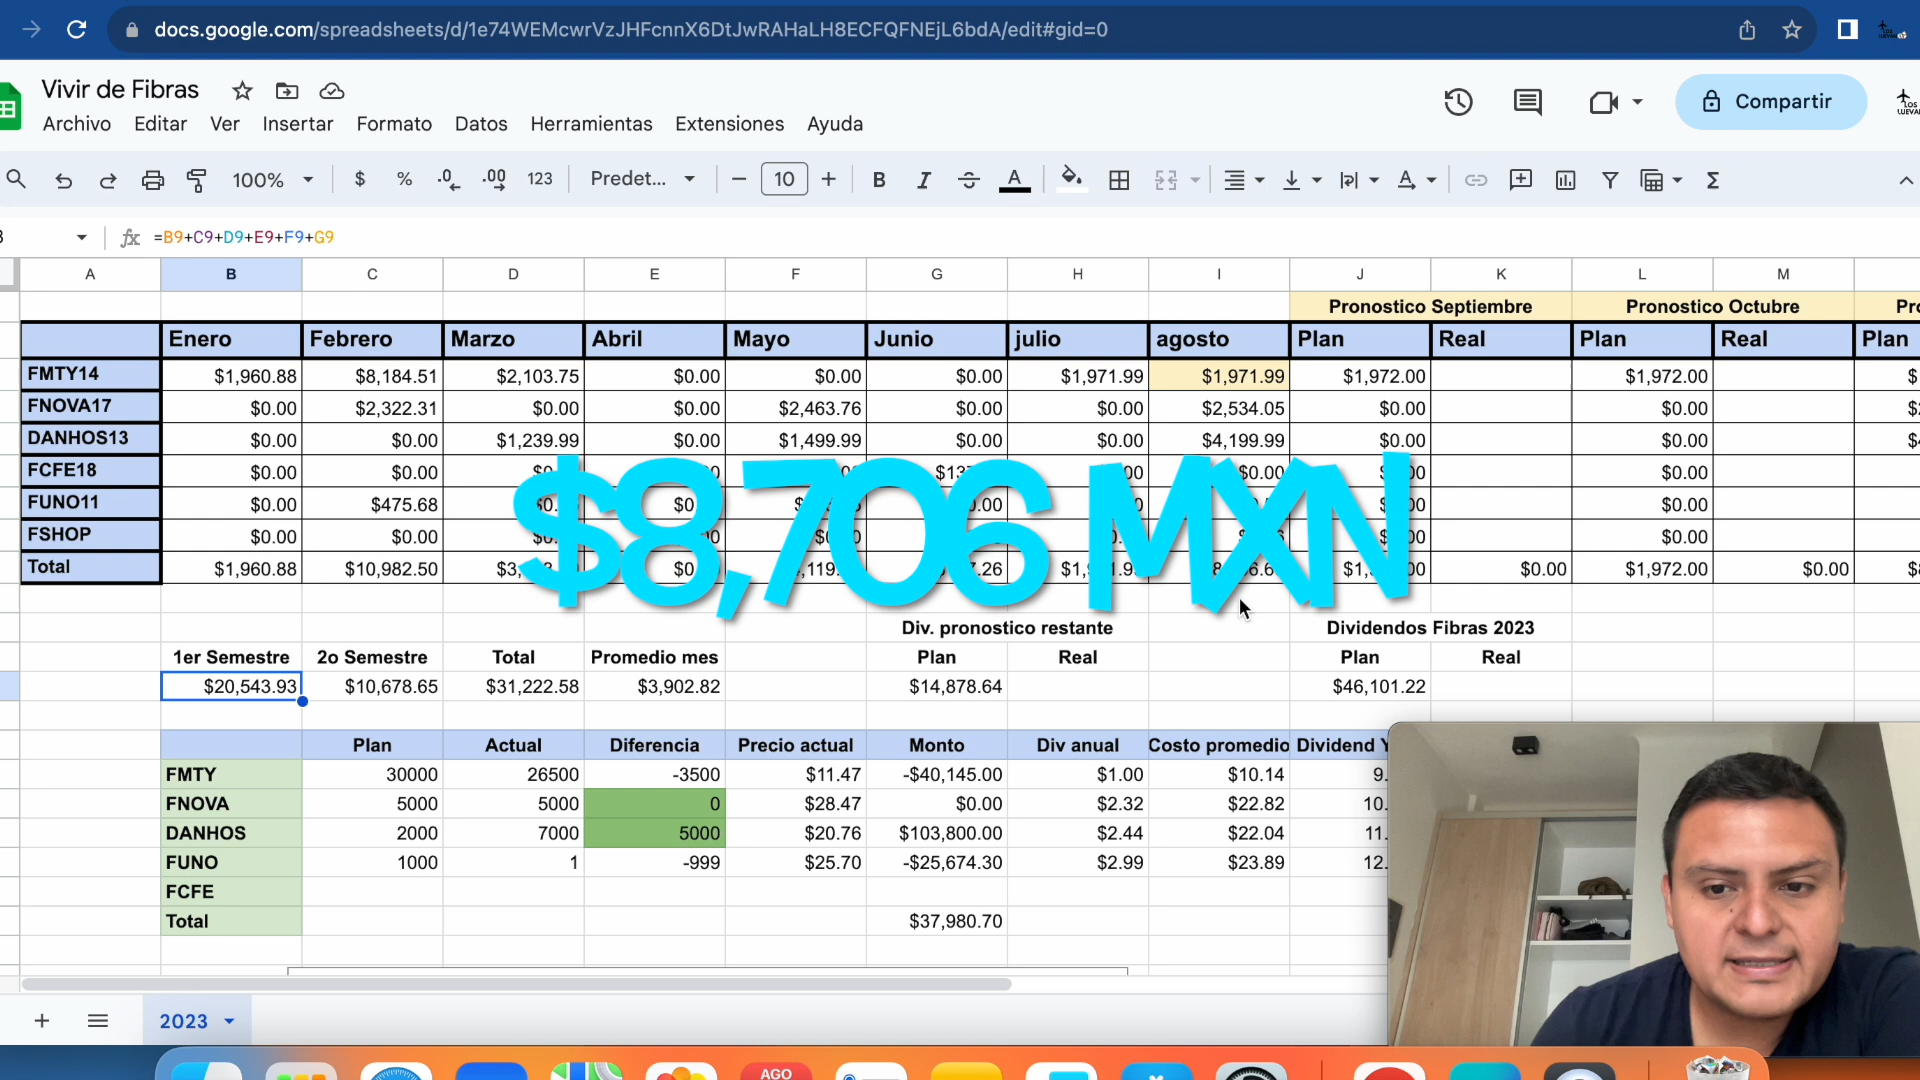 docs.google.com/spreadsheets/d/1e74WEMcwrVzJHFcnnX6DtJwRAHaLH8ECFQFNEjL6bdA/edit#gid=0
Vivir de Fibras
Compartir
Archivo Editar Ver Insertar Formato Datos Herramientas Extensiones Ayuda
100% $ % .0 .00 123 Predet... 10 B I A
fx =B9+C9+D9+E9+F9+G9
A B C D E F G H I J K L M
Pronostico Septiembre Pronostico Octubre
Enero Febrero Marzo Abril Mayo Junio julio agosto Plan Real Plan Real Plan
FMTY14 $1,960.88 $8,184.51 $2,103.75 $0.00 $0.00 $0.00 $1,971.99 $1,971.99 $1,972.00 $1,972.00
FNOVA17 $0.00 $2,322.31 $0.00 $0.00 $2,463.76 $0.00 $0.00 $2,534.05 $0.00 $0.00
DANHOS13 $0.00 $0.00 $1,239.99 $0.00 $1,499.99 $0.00 $0.00 $4,199.99 $0.00 $0.00
FCFE18 $0.00 $0.00 $0.00 $0.00
FUNO11 $0.00 $475.68 $0.00
FSHOP $0.00 $0.00 $0.00
Total $1,960.88 $10,982.50 $0.00 $1,972.00 $0.00
$8,706 MXN
Div. pronostico restante Dividendos Fibras 2023
1er Semestre 2o Semestre Total Promedio mes Plan Real Plan Real
$20,543.93 $10,678.65 $31,222.58 $3,902.82 $14,878.64 $46,101.22
Plan Actual Diferencia Precio actual Monto Div anual Costo promedio Dividend Y
FMTY 30000 26500 -3500 $11.47 -$40,145.00 $1.00 $10.14 9.
FNOVA 5000 5000 0 $28.47 $0.00 $2.32 $22.82 10.
DANHOS 2000 7000 5000 $20.76 $103,800.00 $2.44 $22.04 11.
FUNO 1000 1 -999 $25.70 -$25,674.30 $2.99 $23.89 12.
FCFE
Total $37,980.70
2023
AGO